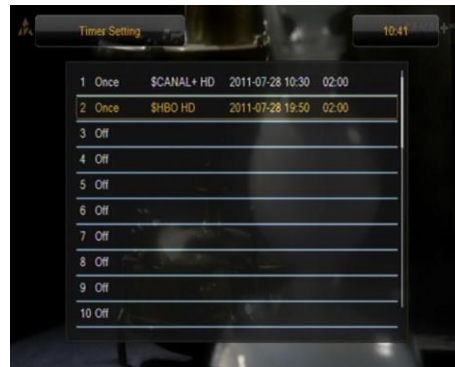 Timer Setting
10:41
1 Once $CANAL+ HD 2011-07-28 10:30 02:00
2 Once $HBO HD 2011-07-28 19:50 02:00
3 Off
4 Off
5 Off
6 Off
7 Off
8 Off
9 Off
10 Off